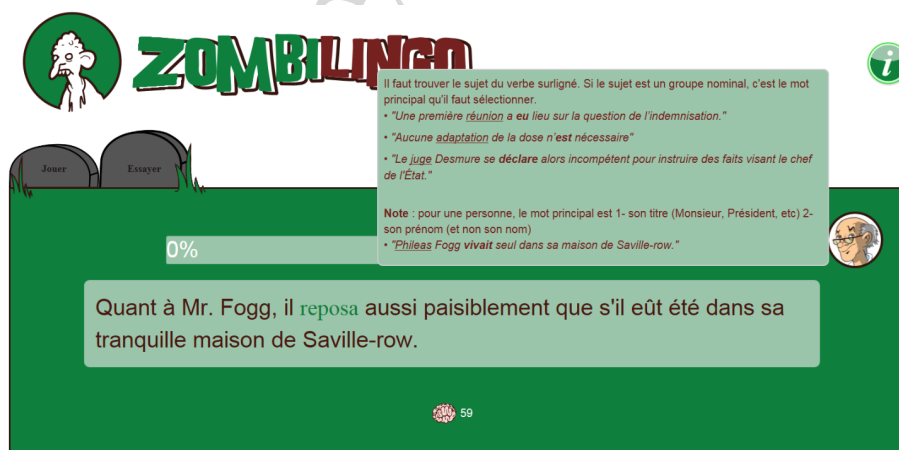 ZOMBILINGO
Il faut trouver le sujet du verbe surligné. Si le sujet est un groupe nominal, c'est le mot
principal qu'il faut sélectionner.
• "Une première réunion a eu lieu sur la question de l'indemnisation."
• "Aucune adaptation de la dose n'est nécessaire"
• "Le juge Desmure se déclare alors incompétent pour instruire des faits visant le chef
de l'État."
Note : pour une personne, le mot principal est 1- son titre (Monsieur, Président, etc) 2-
son prénom (et non son nom)
• "Phileas Fogg vivait seul dans sa maison de Saville-row."
i
Jouer
Essayer
0%
Quant à Mr. Fogg, il reposa aussi paisiblement que s'il eût été dans sa
tranquille maison de Saville-row.
59